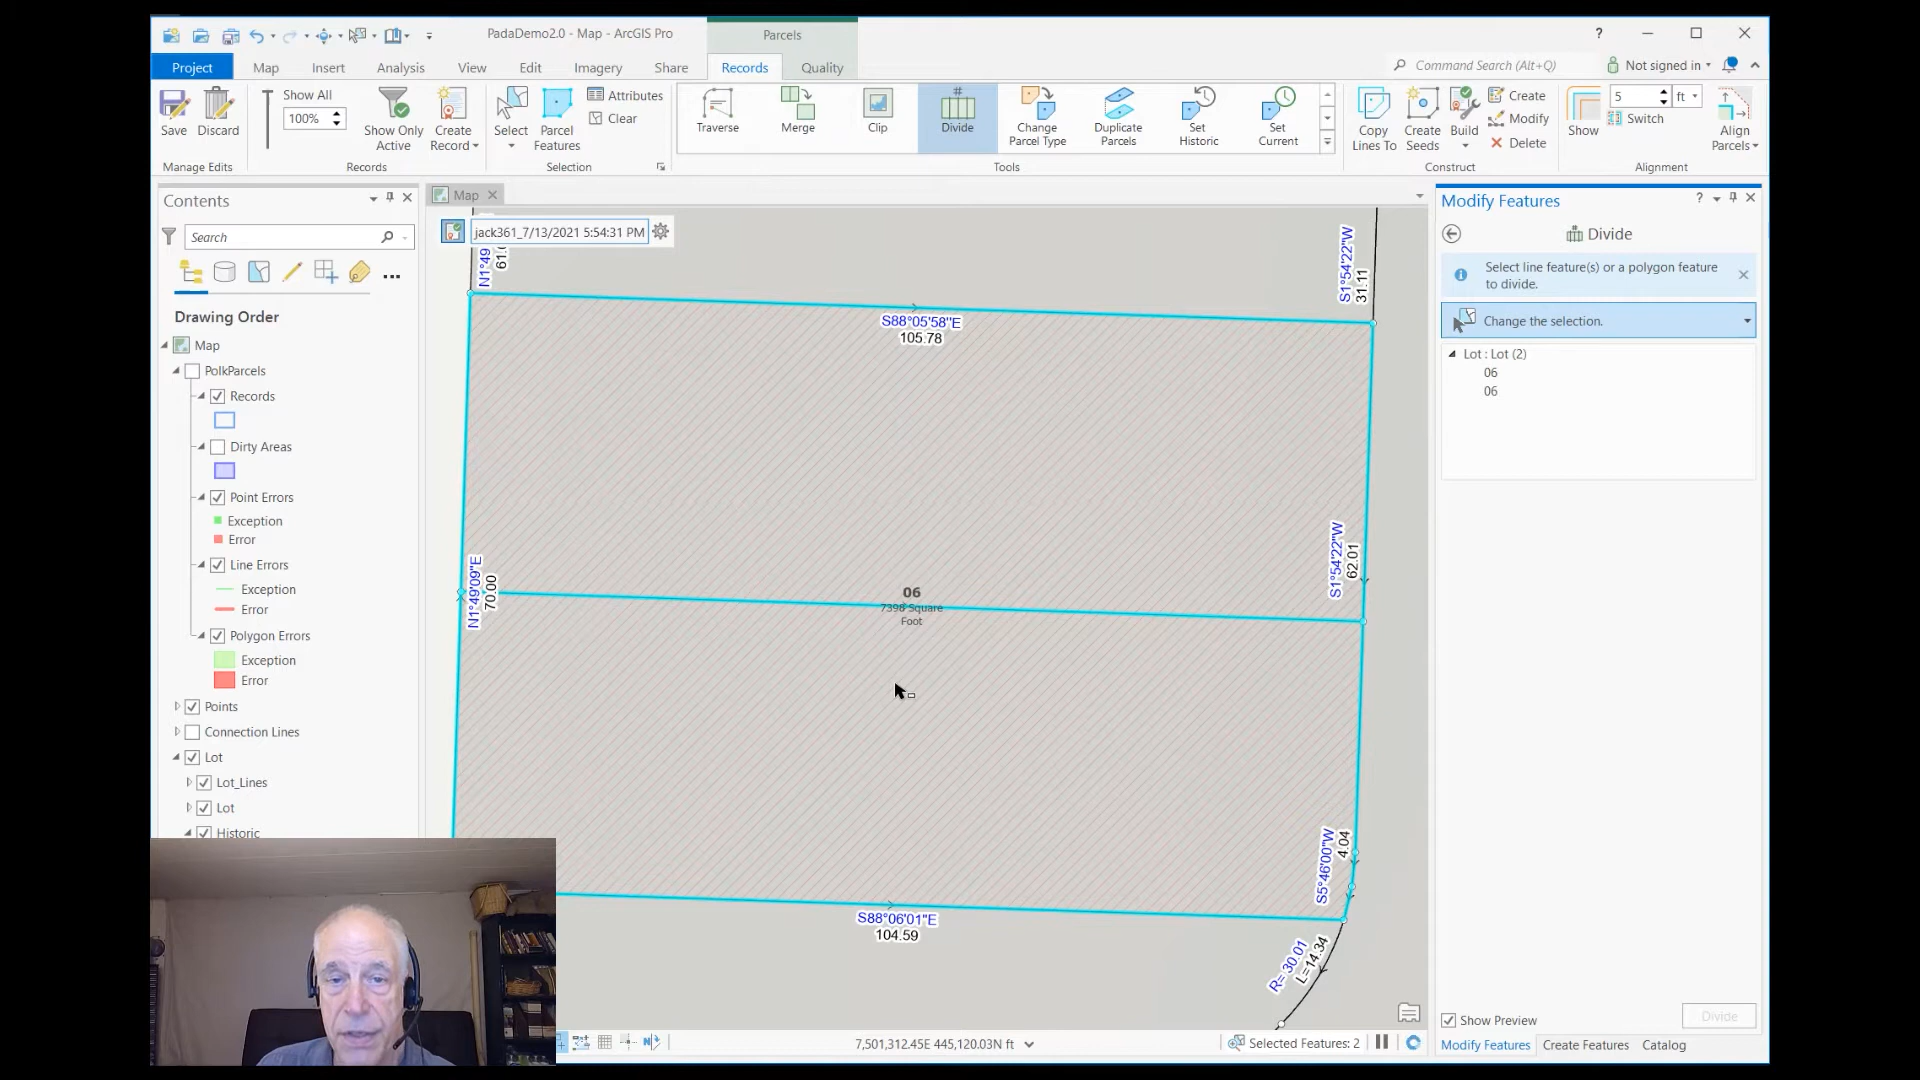 PadaDemo2.0 - Map - ArcGIS Pro
Parcels
?
Project
Map
Insert
Analysis
View
Edit
Imagery
Share
Records
Quality
Command Search (Alt+Q)
Not signed in
Save
Discard
Manage Edits
Show All
100%
Show Only
Active
Create
Record
Records
Select
Parcel
Features
Attributes
Clear
Selection
Traverse
Merge
Clip
Divide
Change
Parcel Type
Duplicate
Parcels
Set
Historic
Set
Current
Tools
Copy
Lines To
Create
Seeds
Build
Create
Modify
Delete
Construct
Show
5
ft
Switch
Align
Parcels
Alignment
Contents
Search
Drawing Order
Map
PolkParcels
Records
Dirty Areas
Point Errors
Exception
Error
Line Errors
Exception
Error
Polygon Errors
Exception
Error
Points
Connection Lines
Lot
Lot_Lines
Lot
Historic
Map
jack361_7/13/2021 5:54:31 PM
N1°49
S1°54'22"W
31.11
S88°05'58"E
105.78
N1°49'09"E
70.00
S1°54'22"W
62.01
06
7398 Square
Foot
S5°46'00"W
4.04
S88°06'01"E
104.59
R= 30.01
L=14.34
7,501,312.45E 445,120.03N ft
Selected Features: 2
Modify Features
?
Divide
Select line feature(s) or a polygon feature
to divide.
Change the selection.
Lot : Lot (2)
06
06
Show Preview
Divide
Modify Features
Create Features
Catalog